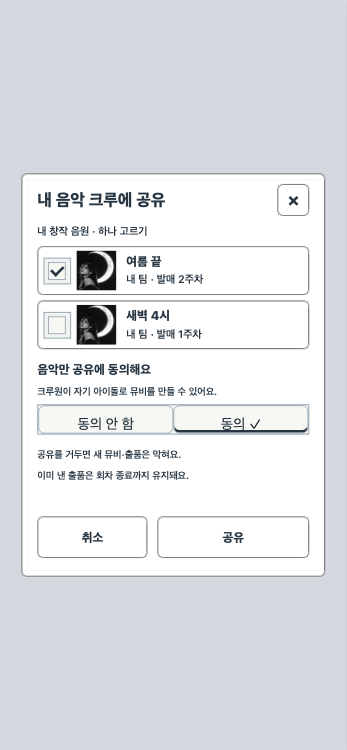 내 음악 크루에 공유
내 창작 음원 · 하나 고르기
여름 끝
내 팀 · 발매 2주차
새벽 4시
내 팀 · 발매 1주차
음악만 공유에 동의해요
크루원이 자기 아이돌로 뮤비를 만들 수 있어요.
동의 안 함
동의 ✓
공유를 거두면 새 뮤비·출품은 막혀요.
이미 낸 출품은 회차 종료까지 유지돼요.
취소
공유